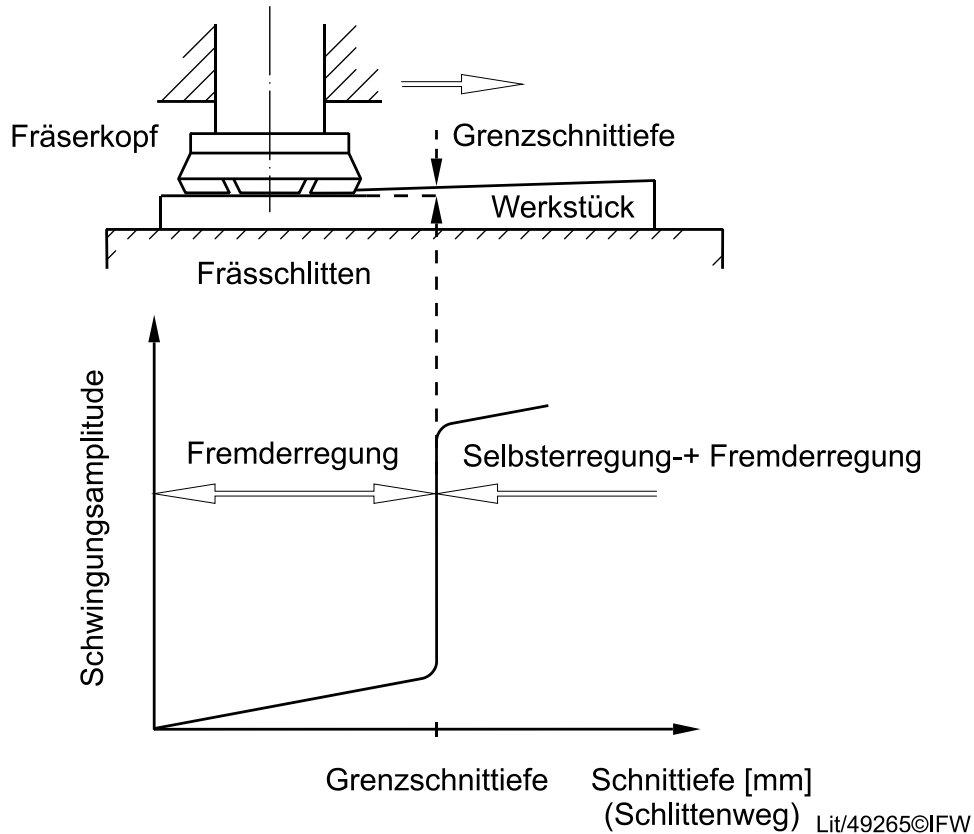 Fräserkopf
Grenzschnittiefe
Werkstück
Frässchlitten
Schwingungsamplitude
Fremderregung
Selbsterregung-+ Fremderregung
Grenzschnittiefe
Schnittiefe [mm]
(Schlittenweg)
Lit/49265©IFW